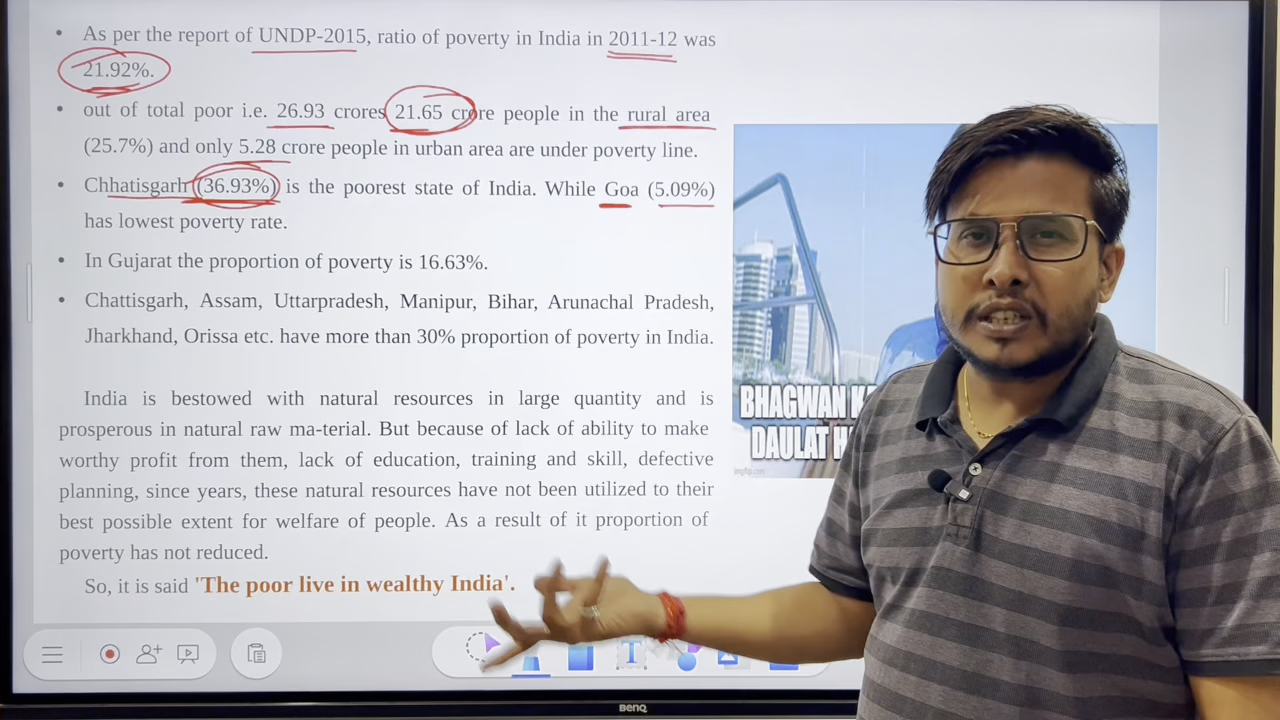 • As per the report of UNDP-2015, ratio of poverty in India in 2011-12 was
21.92%.
• out of total poor i.e. 26.93 crores 21.65 crore people in the rural area
(25.7%) and only 5.28 crore people in urban area are under poverty line.
• Chhatisgarh (36.93%) is the poorest state of India. While Goa (5.09%)
has lowest poverty rate.
• In Gujarat the proportion of poverty is 16.63%.
• Chattisgarh, Assam, Uttarpradesh, Manipur, Bihar, Arunachal Pradesh,
Jharkhand, Orissa etc. have more than 30% proportion of poverty in India.
India is bestowed with natural resources in large quantity and is
prosperous in natural raw ma-terial. But because of lack of ability to make
worthy profit from them, lack of education, training and skill, defective
planning, since years, these natural resources have not been utilized to their
best possible extent for welfare of people. As a result of it proportion of
poverty has not reduced.
So, it is said 'The poor live in wealthy India'.
BHAGWAN
DAULAT
imgflip.com
T
BenQ